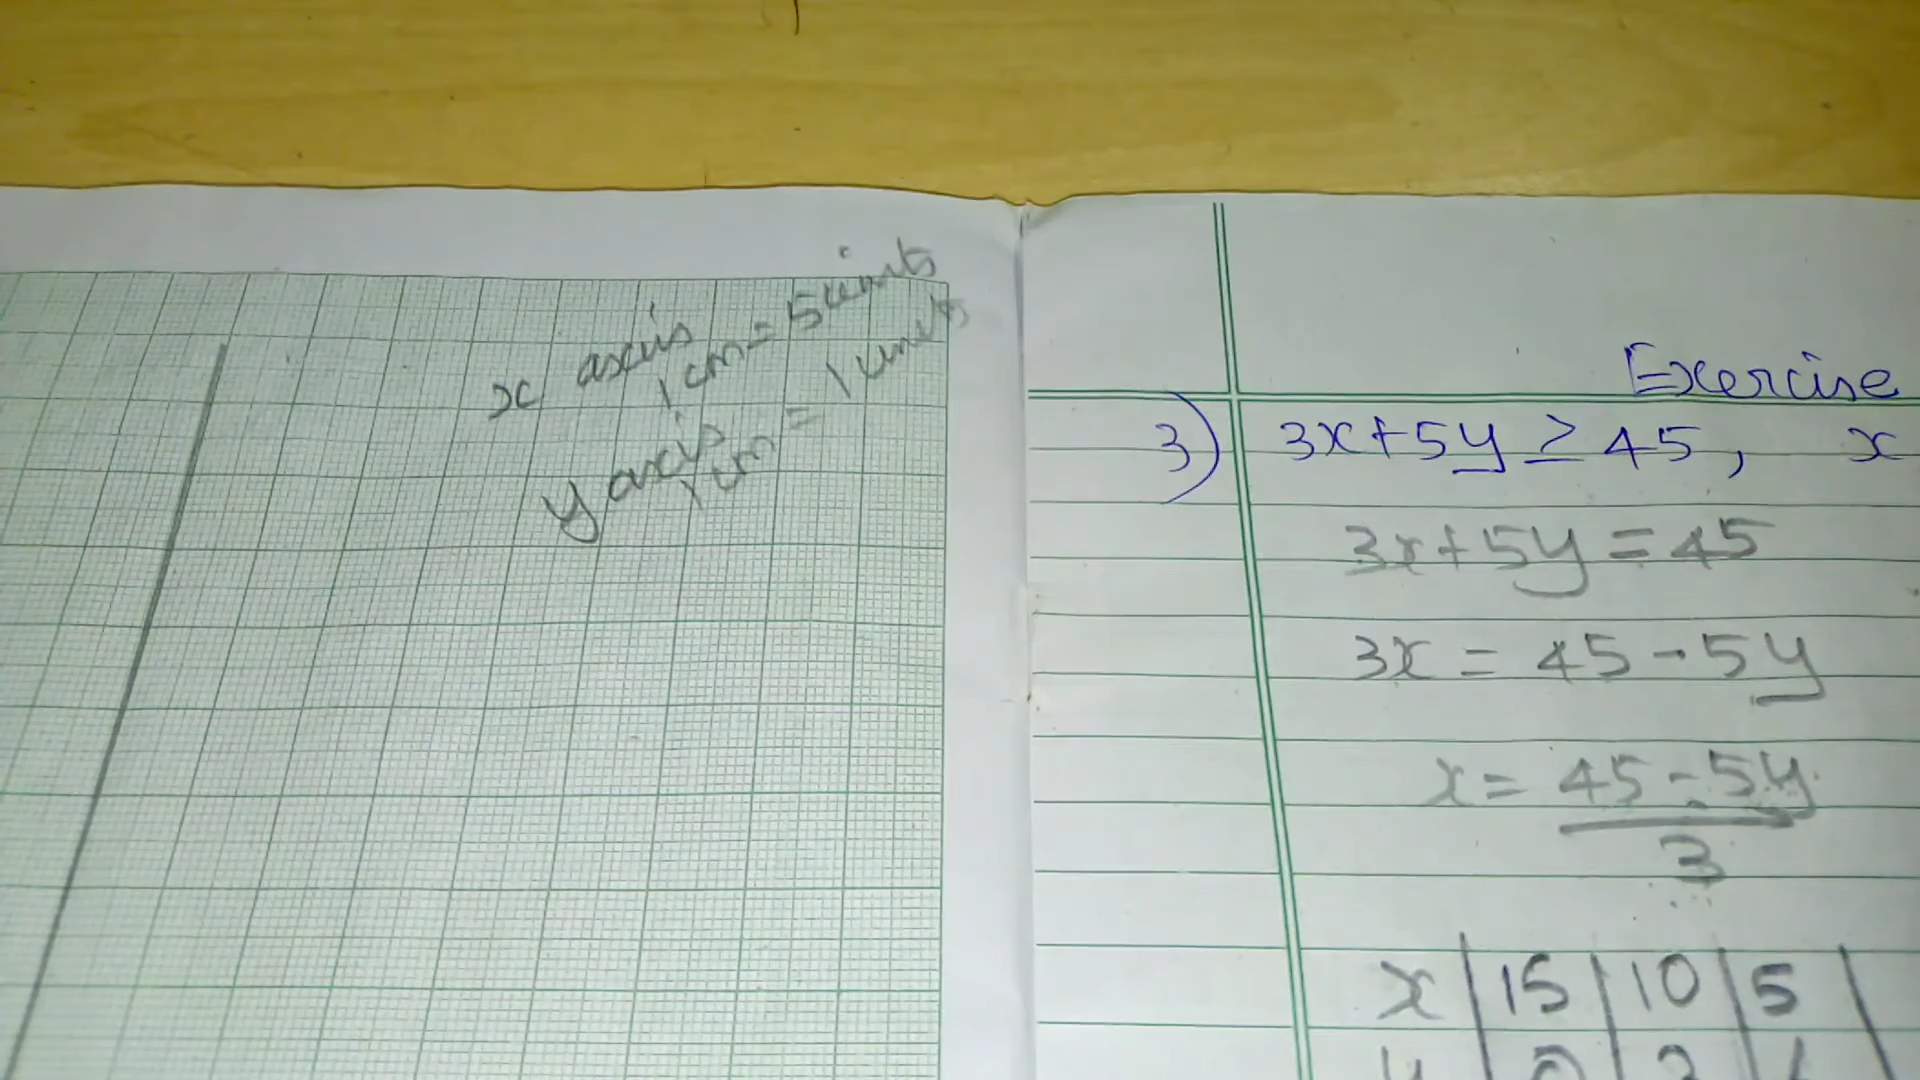 x axis
1 cm = 5 units
y axis
1 cm = 1 units
Exercise
3) 3x+5y ≥ 45, x
3x+5y = 45
3x = 45-5y
x = 45-5y
3
x | 15 | 10 | 5 |
y